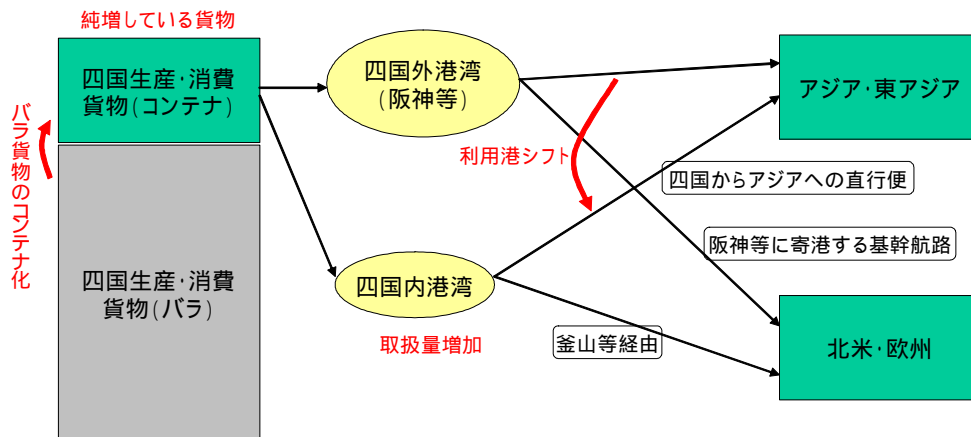 純増している貨物
四国生産･消費
貨物(コンテナ)
バラ貨物のコンテナ化
四国生産･消費
貨物(バラ)
四国外港湾
(阪神等)
利用港シフト
四国内港湾
取扱量増加
アジア･東アジア
四国からアジアへの直行便
阪神等に寄港する基幹航路
釜山等経由
北米･欧州